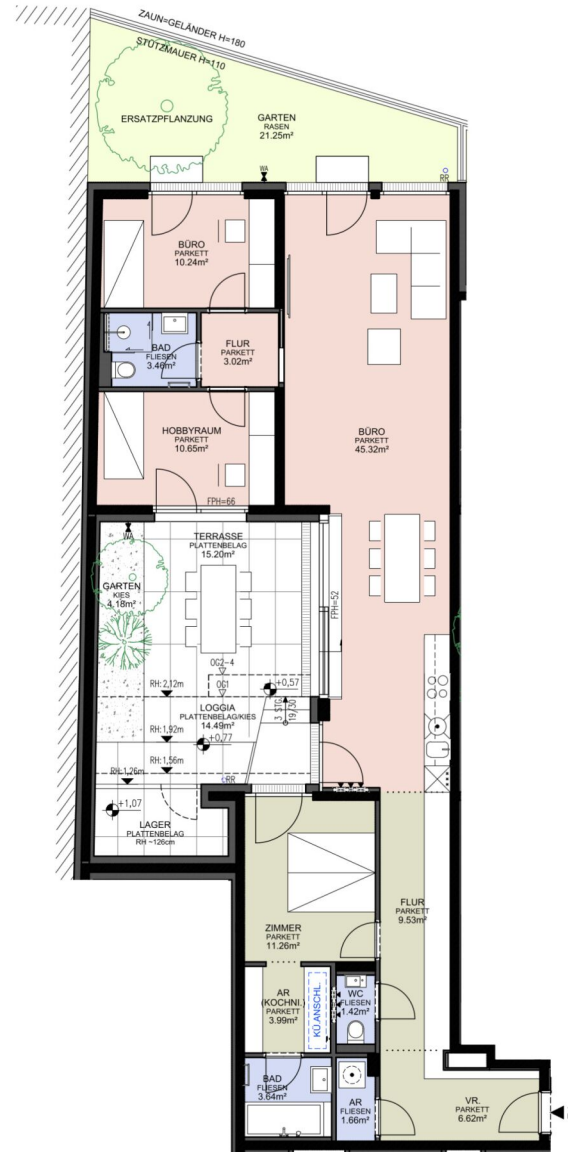 ZAUN=GELÄNDER H=180
STÜTZMAUER H=110
ERSATZPFLANZUNG
GARTEN
RASEN
21.25m²
WA
RR
BÜRO
PARKETT
10.24m²
BAD
FLIESEN
3.46m²
FLUR
PARKETT
3.02m²
HOBBYRAUM
PARKETT
10.65m²
BÜRO
PARKETT
45.32m²
FPH=66
WA
TERRASSE
PLATTENBELAG
15.20m²
GARTEN
KIES
4.18m²
FPH=52
OG2-4
RH: 2,12m
OG1
+0,57
LOGGIA
PLATTENBELAG/KIES
14.49m²
3 STG
19/30
RH: 1,92m
+0,77
RH: 1,56m
RH: 1,26m
RR
+1,07
LAGER
PLATTENBELAG
RH ~126cm
FLUR
PARKETT
9.53m²
ZIMMER
PARKETT
11.26m²
AR
(KOCHNI.)
PARKETT
3.99m²
KÜ.ANSCHL.
WC
FLIESEN
1.42m²
BAD
FLIESEN
3.64m²
AR
FLIESEN
1.66m²
VR.
PARKETT
6.62m²